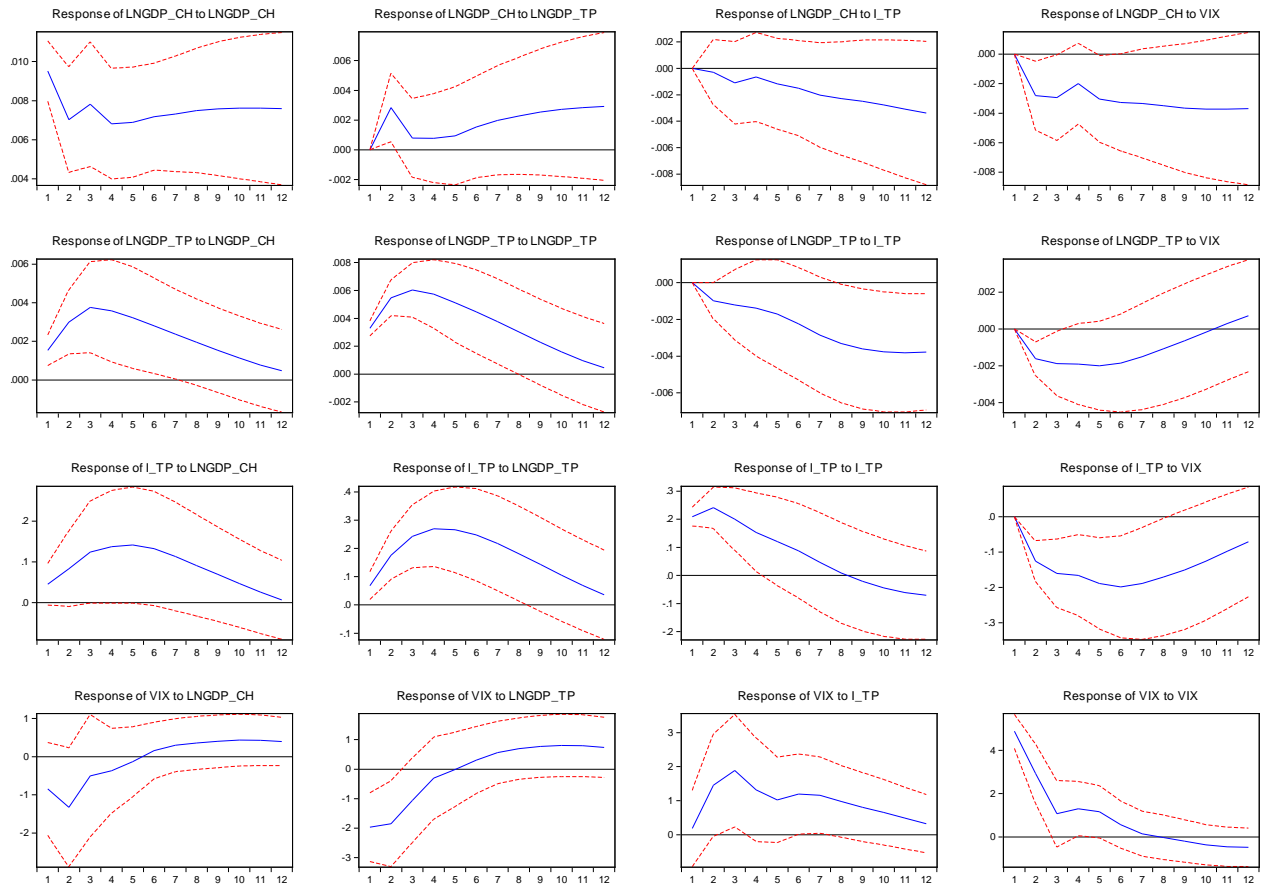 Response of LNGDP_CH to LNGDP_CH
.010
.008
.006
.004
1 2 3 4 5 6 7 8 9 10 11 12
Response of LNGDP_CH to LNGDP_TP
.006
.004
.002
.000
-.002
1 2 3 4 5 6 7 8 9 10 11 12
Response of LNGDP_CH to I_TP
.002
.000
-.002
-.004
-.006
-.008
1 2 3 4 5 6 7 8 9 10 11 12
Response of LNGDP_CH to VIX
.000
-.002
-.004
-.006
-.008
1 2 3 4 5 6 7 8 9 10 11 12
Response of LNGDP_TP to LNGDP_CH
.006
.004
.002
.000
1 2 3 4 5 6 7 8 9 10 11 12
Response of LNGDP_TP to LNGDP_TP
.008
.006
.004
.002
.000
-.002
1 2 3 4 5 6 7 8 9 10 11 12
Response of LNGDP_TP to I_TP
.000
-.002
-.004
-.006
1 2 3 4 5 6 7 8 9 10 11 12
Response of LNGDP_TP to VIX
.002
.000
-.002
-.004
1 2 3 4 5 6 7 8 9 10 11 12
Response of I_TP to LNGDP_CH
.2
.1
.0
1 2 3 4 5 6 7 8 9 10 11 12
Response of I_TP to LNGDP_TP
.4
.3
.2
.1
.0
-.1
1 2 3 4 5 6 7 8 9 10 11 12
Response of I_TP to I_TP
.3
.2
.1
.0
-.1
-.2
1 2 3 4 5 6 7 8 9 10 11 12
Response of I_TP to VIX
.0
-.1
-.2
-.3
1 2 3 4 5 6 7 8 9 10 11 12
Response of VIX to LNGDP_CH
1
0
-1
-2
1 2 3 4 5 6 7 8 9 10 11 12
Response of VIX to LNGDP_TP
1
0
-1
-2
-3
1 2 3 4 5 6 7 8 9 10 11 12
Response of VIX to I_TP
3
2
1
0
1 2 3 4 5 6 7 8 9 10 11 12
Response of VIX to VIX
4
2
0
1 2 3 4 5 6 7 8 9 10 11 12